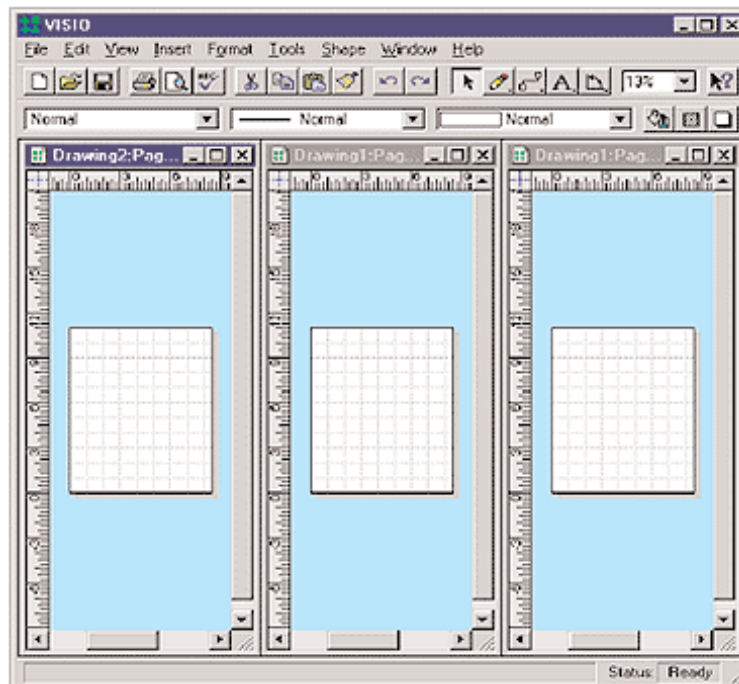 VISIO
File Edit View Insert Format Tools Shape Window Help
ABC A 13% ?
Normal Normal Normal
Drawing2:Pag... Drawing1:Pag... Drawing1:Pag...
Status: Ready